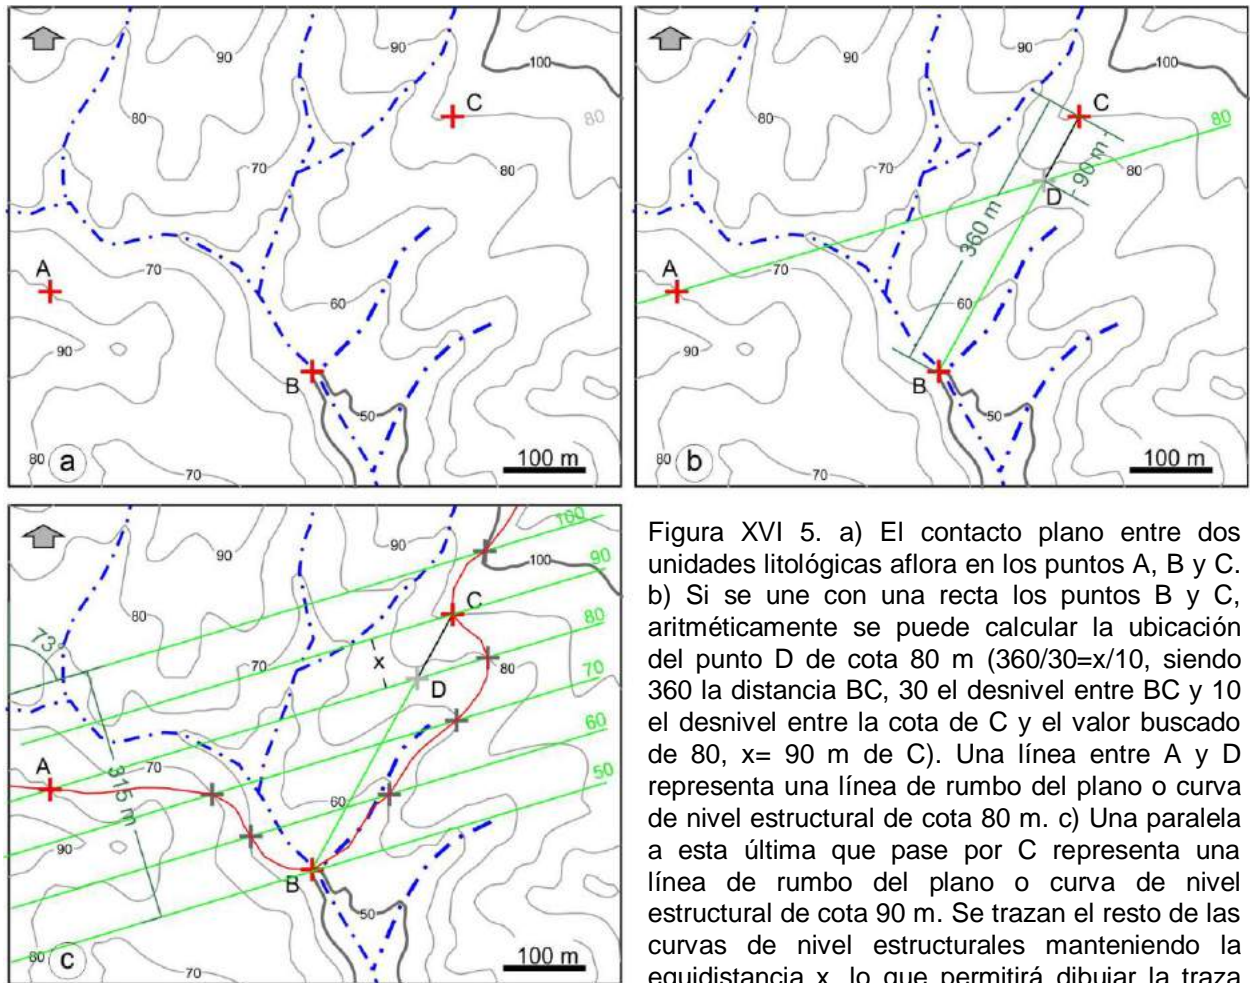 90
90
100
C
80
80
80
70
A
70
60
90
B
50
80
a
70
100 m
90
90
100
C
80
80
70
80
90 m
D
360 m
A
70
60
90
B
50
80
b
70
100 m
100
90
90
100
90
C
80
80
73°
x
70
80
70
D
60
A
70
315 m
50
60
90
B
50
80
c
70
100 m
Figura XVI 5. a) El contacto plano entre dos
unidades litológicas aflora en los puntos A, B y C.
b) Si se une con una recta los puntos B y C,
aritméticamente se puede calcular la ubicación
del punto D de cota 80 m (360/30=x/10, siendo
360 la distancia BC, 30 el desnivel entre BC y 10
el desnivel entre la cota de C y el valor buscado
de 80, x= 90 m de C). Una línea entre A y D
representa una línea de rumbo del plano o curva
de nivel estructural de cota 80 m. c) Una paralela
a esta última que pase por C representa una
línea de rumbo del plano o curva de nivel
estructural de cota 90 m. Se trazan el resto de las
curvas de nivel estructurales manteniendo la
equidistancia x, lo que permitirá dibujar la traza